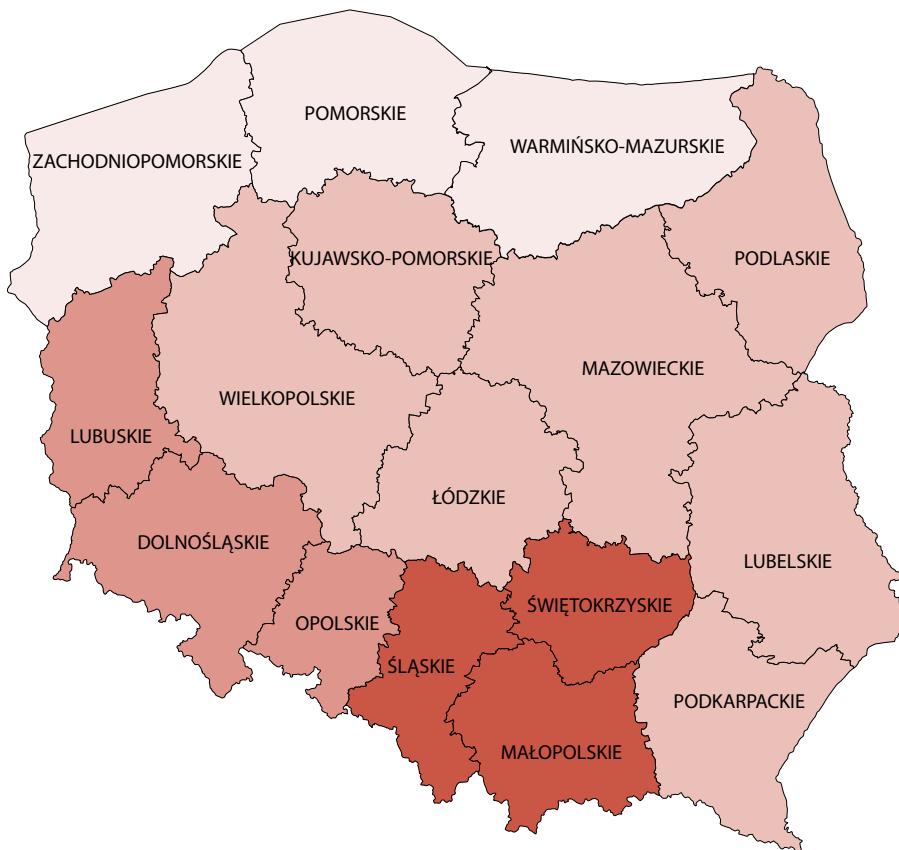 POMORSKIE
WARMIŃSKO-MAZURSKIE
ZACHODNIOPOMORSKIE
KUJAWSKO-POMORSKIE
PODLASKIE
MAZOWIECKIE
WIELKOPOLSKIE
LUBUSKIE
ŁÓDZKIE
DOLNOŚLĄSKIE
LUBELSKIE
ŚWIĘTOKRZYSKIE
OPOLSKIE
ŚLĄSKIE
PODKARPACKIE
MAŁOPOLSKIE